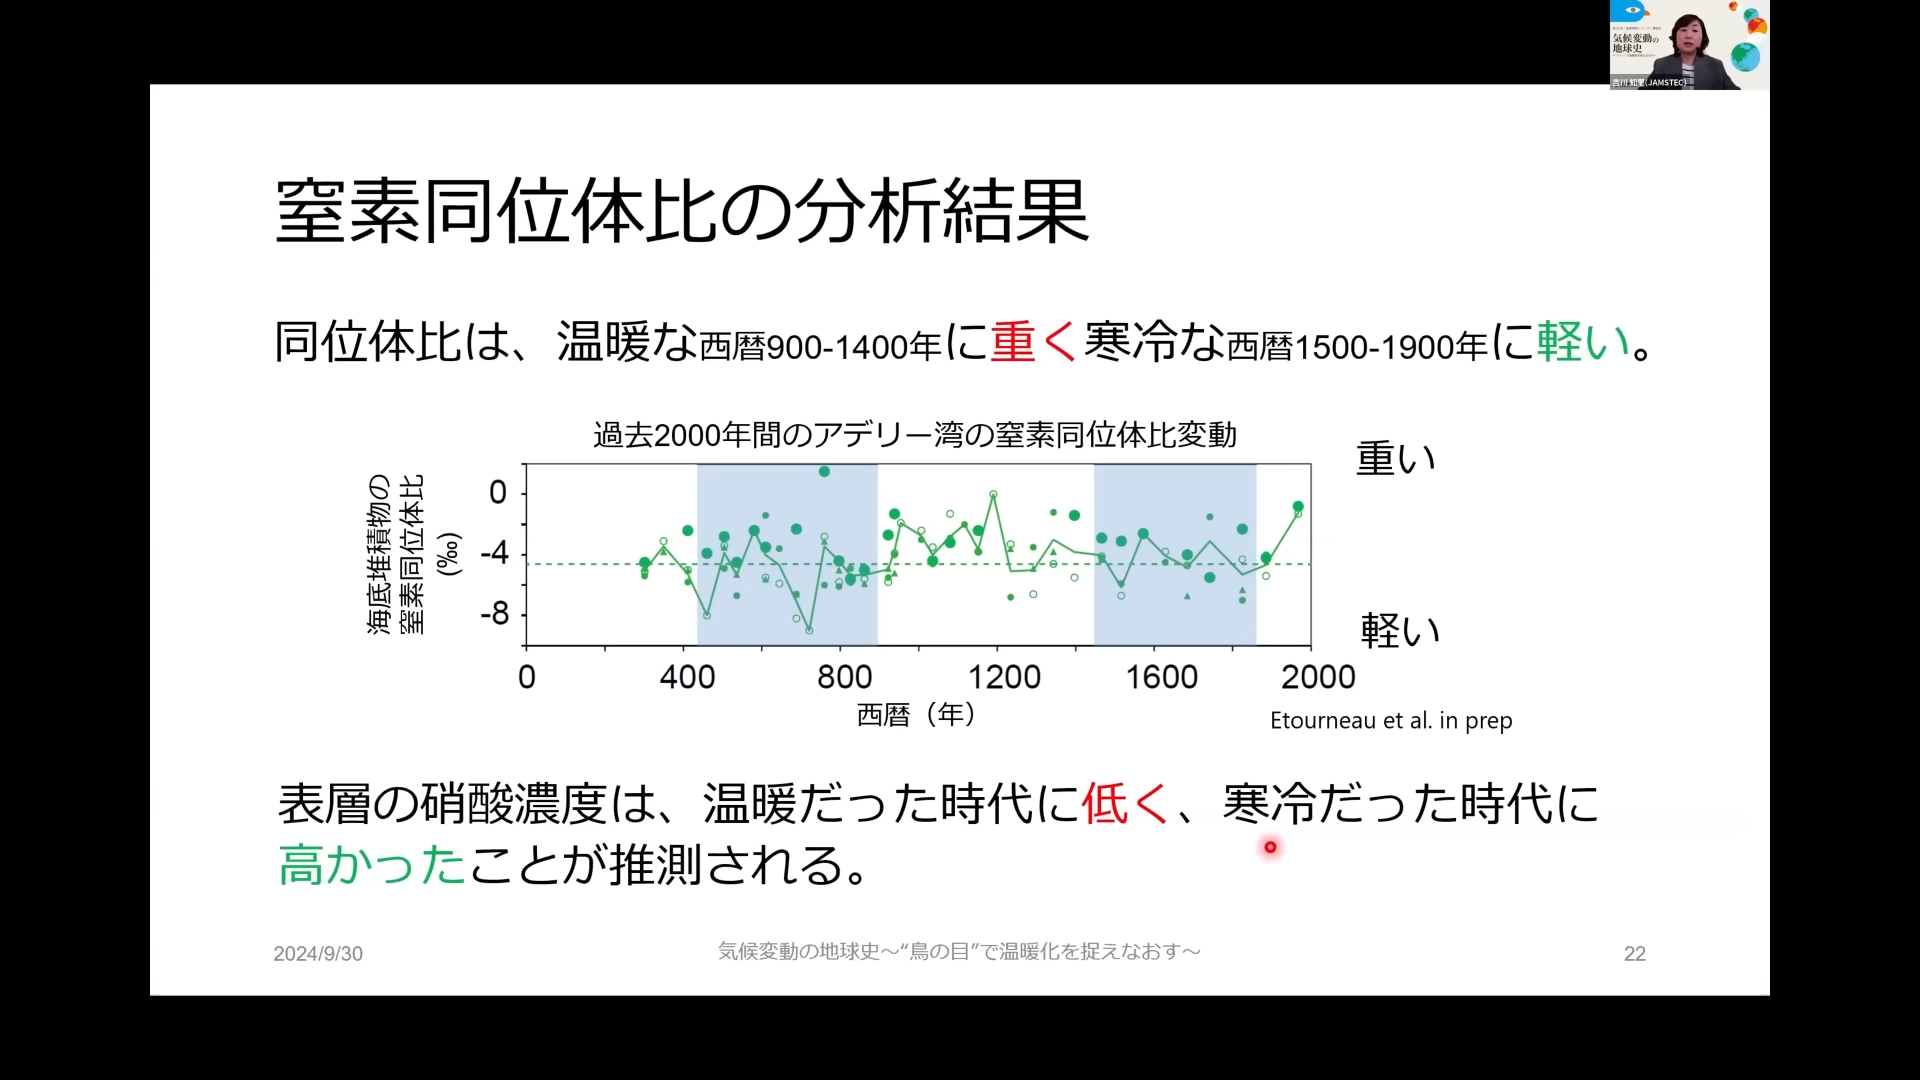 気候変動の
地球史
吉川 知里(JAMSTEC)
窒素同位体比の分析結果
同位体比は、温暖な西暦900-1400年に重く寒冷な西暦1500-1900年に軽い。
過去2000年間のアデリー湾の窒素同位体比変動
重い
海底堆積物の
窒素同位体比
(‰)
0
-4
-8
軽い
0 400 800 1200 1600 2000
西暦（年）
Etourneau et al. in prep
表層の硝酸濃度は、温暖だった時代に低く、寒冷だった時代に
高かったことが推測される。
2024/9/30
気候変動の地球史～“鳥の目”で温暖化を捉えなおす～
22